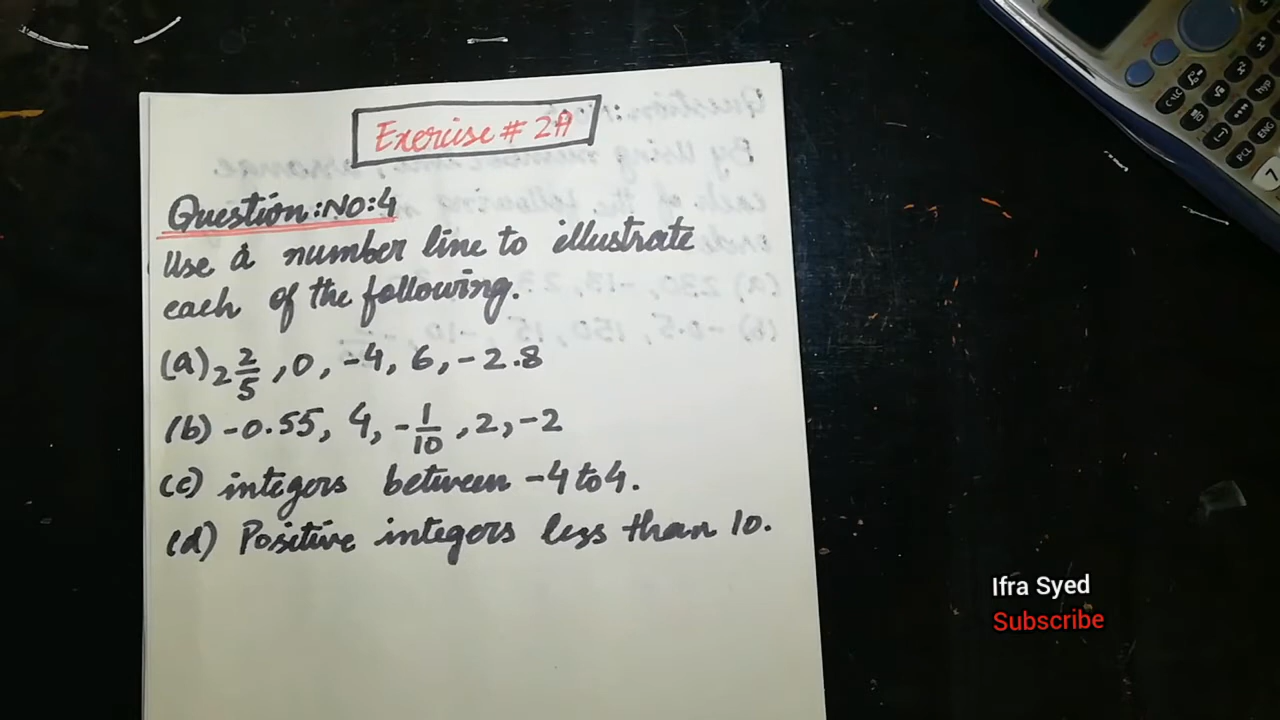 Exercise # 2A
Question:No:4
Use a number line to illustrate
each of the following.
(a) 2 2/5, 0, -4, 6, -2.8
(b) -0.55, 4, -1/10, 2, -2
(c) integers between -4 to 4.
(d) Positive integers less than 10.
Ifra Syed
Subscribe